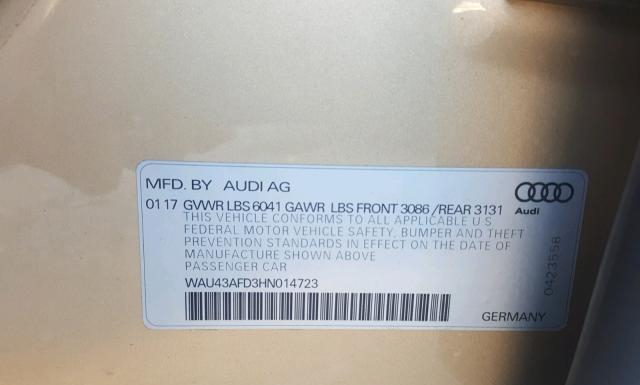 MFD. BY AUDI AG
01 17 GVWR LBS 6041 GAWR LBS FRONT 3086 /REAR 3131
THIS VEHICLE CONFORMS TO ALL APPLICABLE U.S
FEDERAL MOTOR VEHICLE SAFETY, BUMPER AND THEFT
PREVENTION STANDARDS IN EFFECT ON THE DATE OF
MANUFACTURE SHOWN ABOVE
PASSENGER CAR
WAU43AFD3HN014723
Audi
0423558
GERMANY